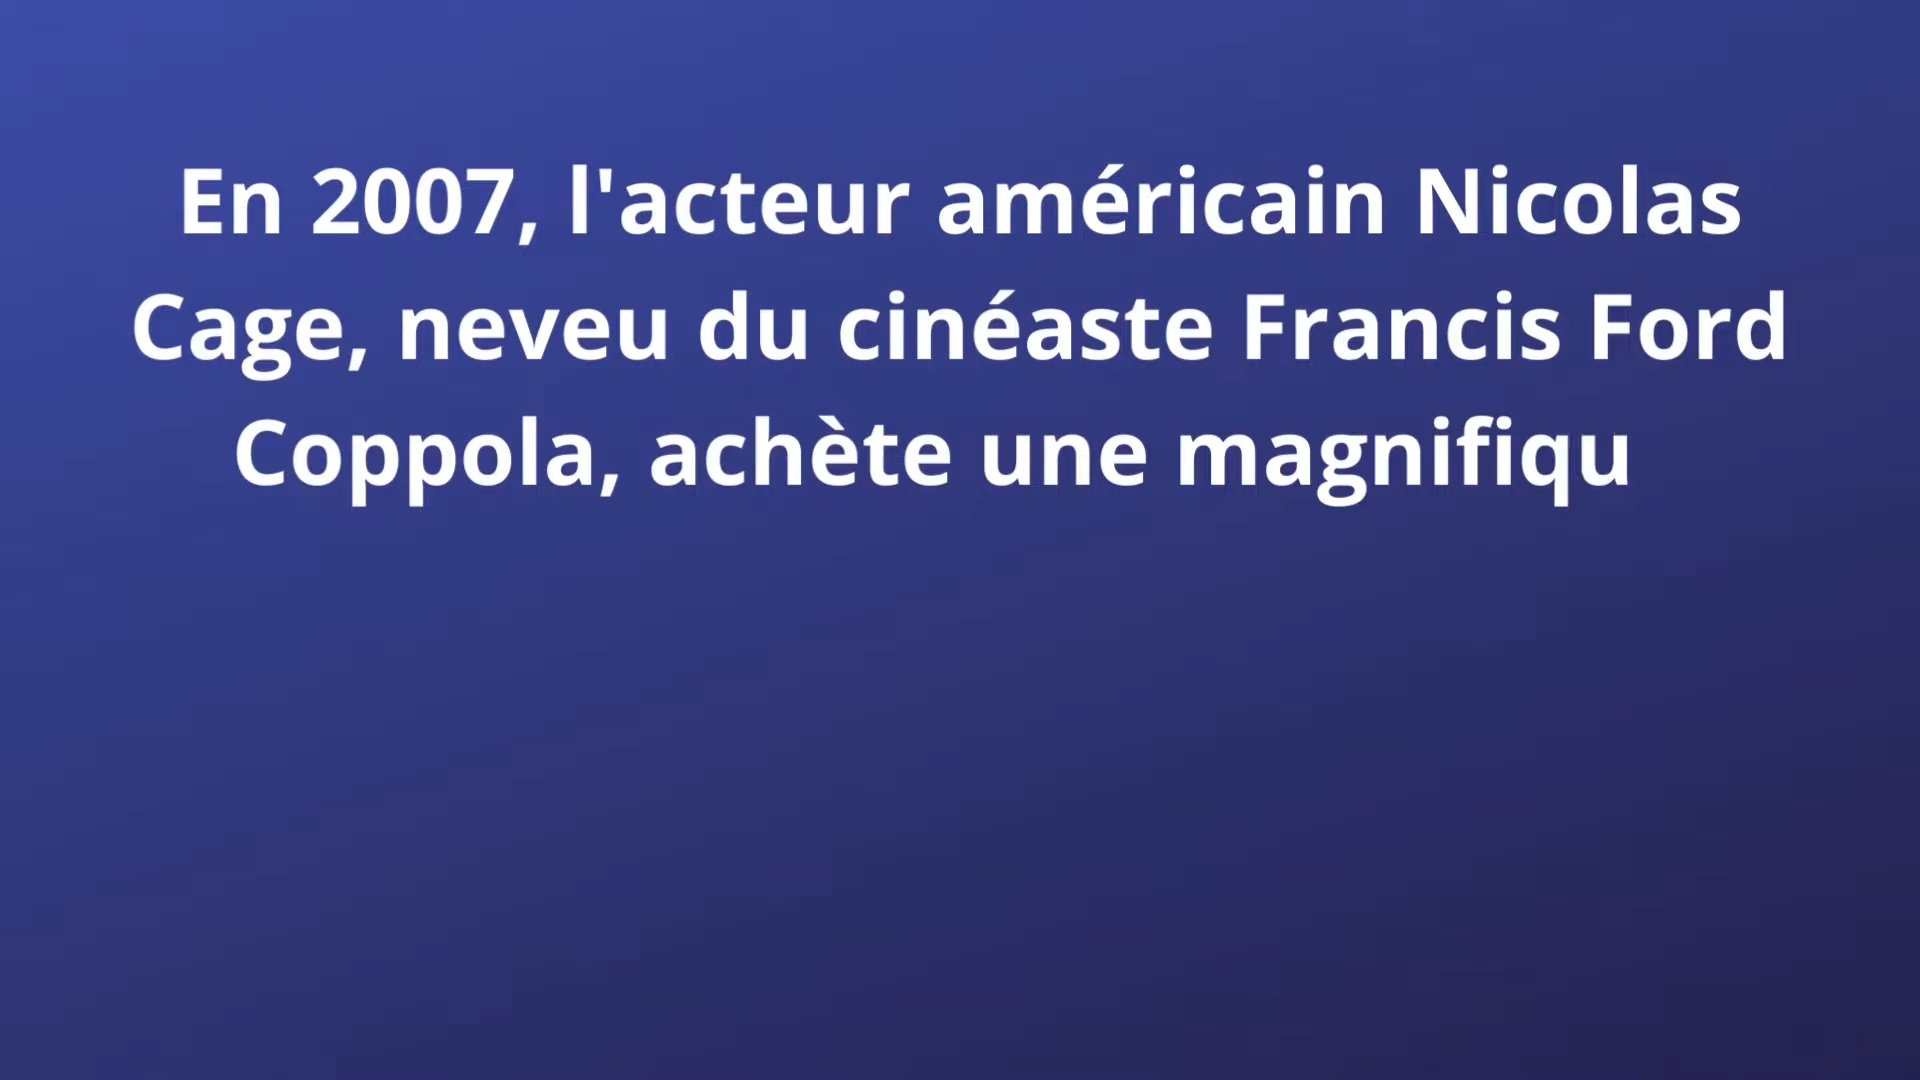 En 2007, l'acteur américain Nicolas
Cage, neveu du cinéaste Francis Ford
Coppola, achète une magnifiqu